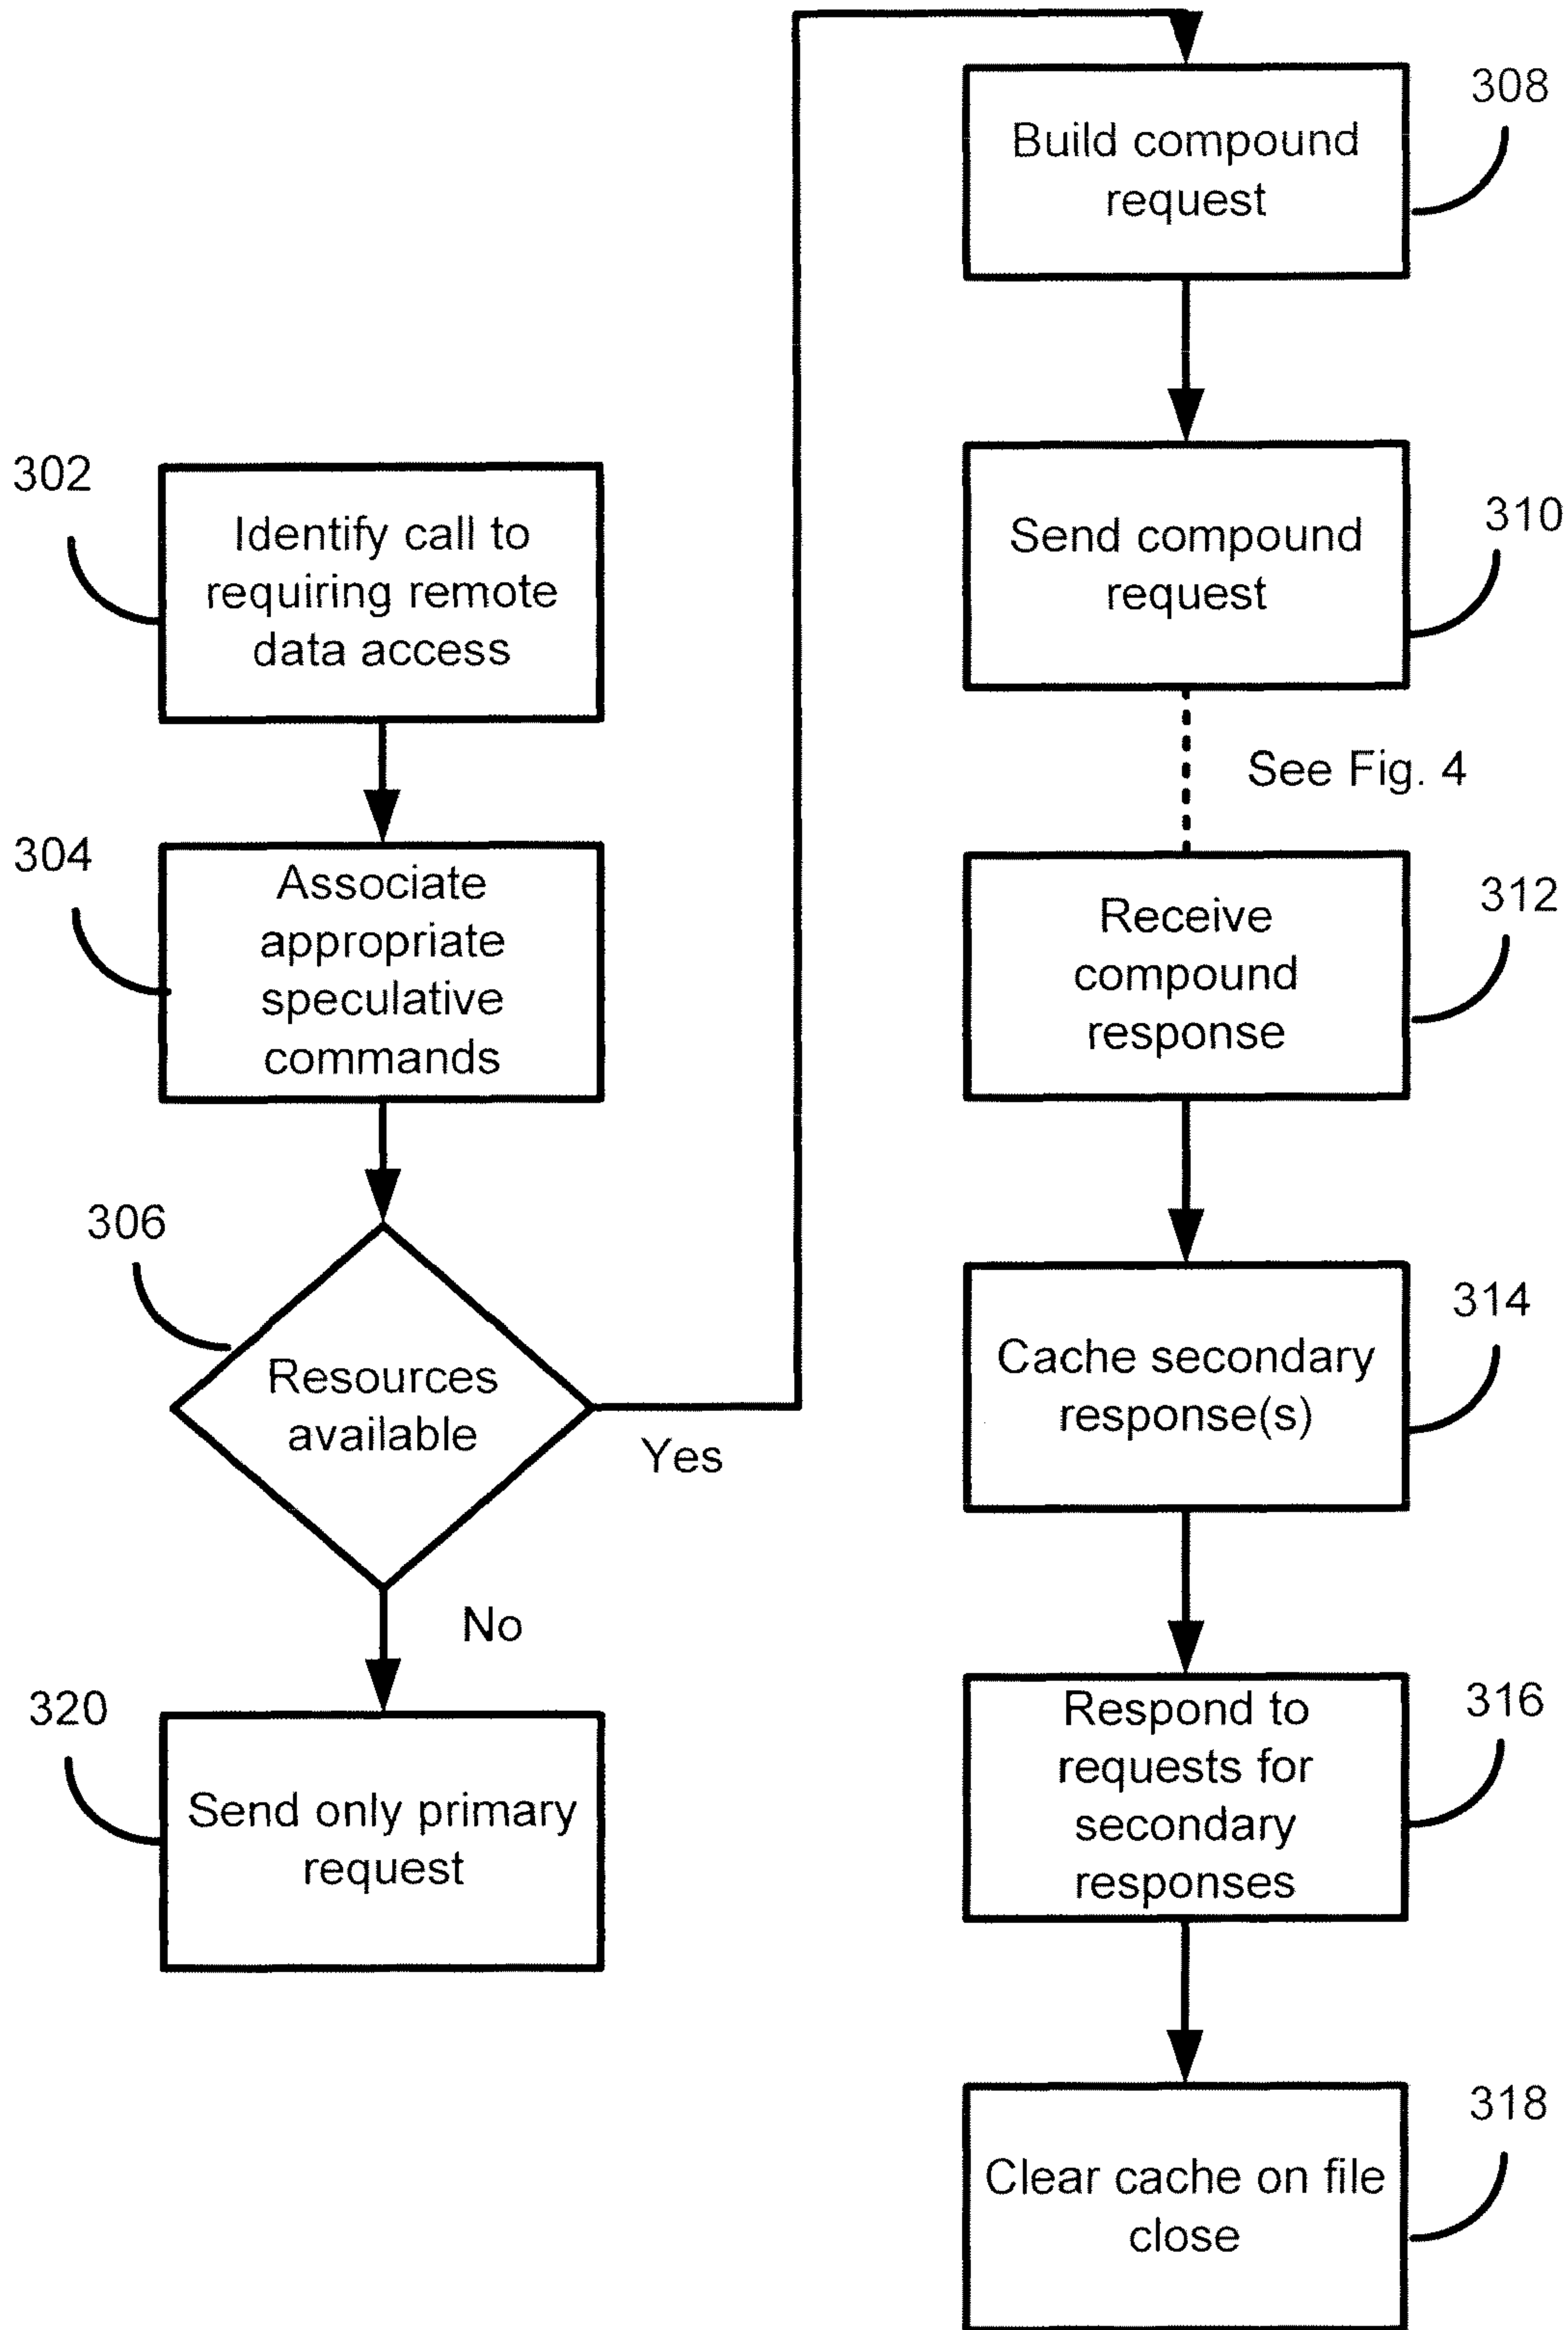 302
Identify call to
requiring remote
data access
304
Associate
appropriate
speculative
commands
306
Resources
available
Yes
No
320
Send only primary
request
308
Build compound
request
310
Send compound
request
See Fig. 4
312
Receive
compound
response
314
Cache secondary
response(s)
316
Respond to
requests for
secondary
responses
318
Clear cache on file
close